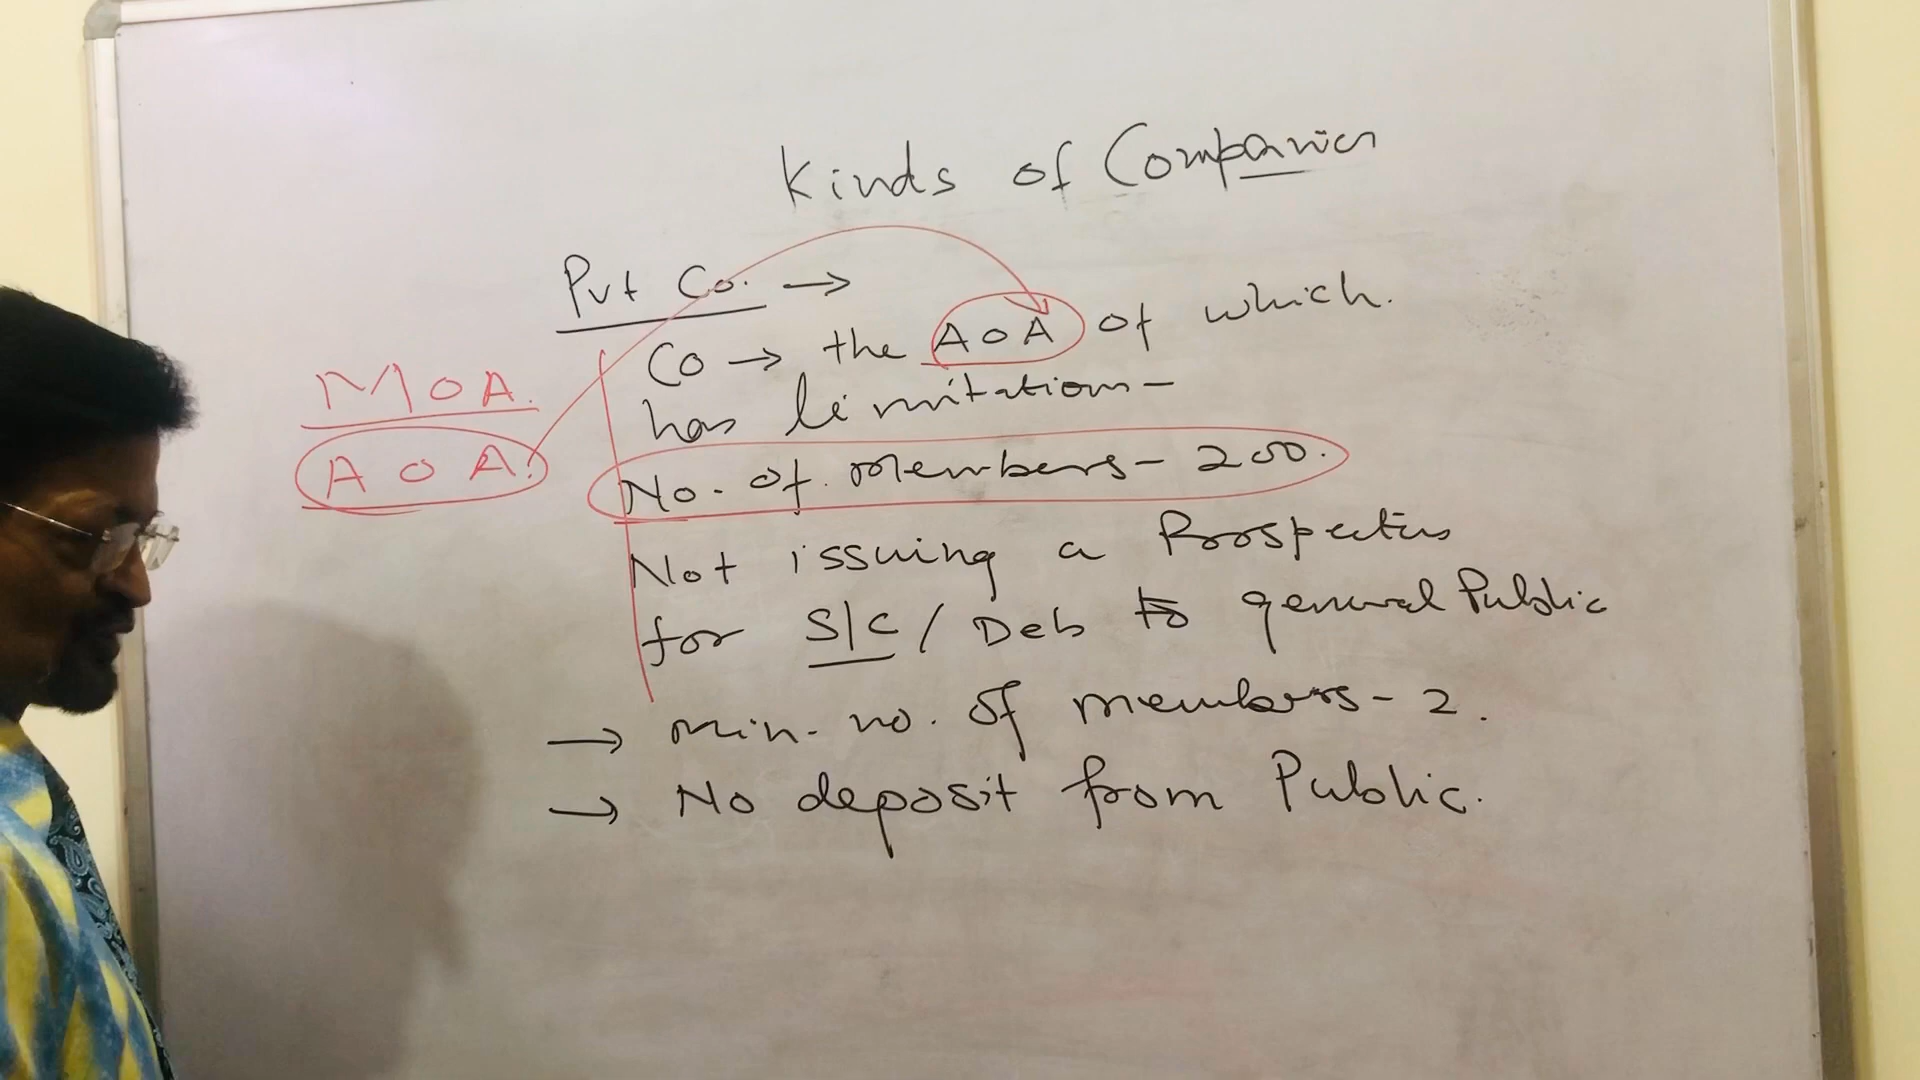 Kinds of Companies
Pvt Co. →
Co → the AOA of which.
has limitations –
MOA.
AOA.
No. of members – 200.
Not issuing a Prospectus
for S/C / Deb to general Public
→ min. no. of members – 2.
→ No deposit from Public.